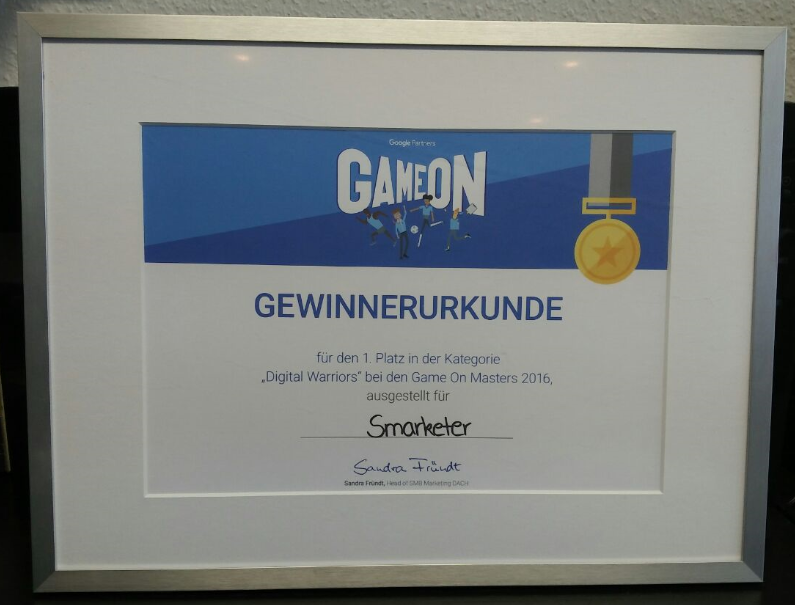 Google Partners
GAMEON
GEWINNERURKUNDE
für den 1. Platz in der Kategorie
„Digital Warriors“ bei den Game On Masters 2016,
ausgestellt für
Smarketer
Sandra Fründt
Sandra Fründt, Head of SMB Marketing DACH